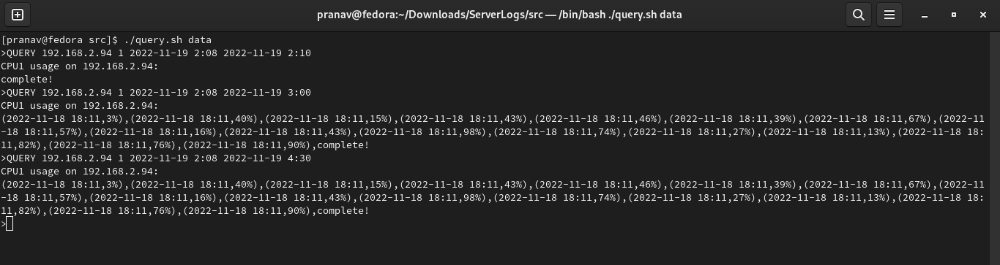 pranav@fedora:~/Downloads/ServerLogs/src — /bin/bash ./query.sh data
[pranav@fedora src]$ ./query.sh data
>QUERY 192.168.2.94 1 2022-11-19 2:08 2022-11-19 2:10
CPU1 usage on 192.168.2.94:
complete!
>QUERY 192.168.2.94 1 2022-11-19 2:08 2022-11-19 3:00
CPU1 usage on 192.168.2.94:
(2022-11-18 18:11,3%),(2022-11-18 18:11,40%),(2022-11-18 18:11,15%),(2022-11-18 18:11,43%),(2022-11-18 18:11,46%),(2022-11-18 18:11,39%),(2022-11-18 18:11,67%),(2022-11
-18 18:11,57%),(2022-11-18 18:11,16%),(2022-11-18 18:11,43%),(2022-11-18 18:11,98%),(2022-11-18 18:11,74%),(2022-11-18 18:11,27%),(2022-11-18 18:11,13%),(2022-11-18 18:
11,82%),(2022-11-18 18:11,76%),(2022-11-18 18:11,90%),complete!
>QUERY 192.168.2.94 1 2022-11-19 2:08 2022-11-19 4:30
CPU1 usage on 192.168.2.94:
(2022-11-18 18:11,3%),(2022-11-18 18:11,40%),(2022-11-18 18:11,15%),(2022-11-18 18:11,43%),(2022-11-18 18:11,46%),(2022-11-18 18:11,39%),(2022-11-18 18:11,67%),(2022-11
-18 18:11,57%),(2022-11-18 18:11,16%),(2022-11-18 18:11,43%),(2022-11-18 18:11,98%),(2022-11-18 18:11,74%),(2022-11-18 18:11,27%),(2022-11-18 18:11,13%),(2022-11-18 18:
11,82%),(2022-11-18 18:11,76%),(2022-11-18 18:11,90%),complete!
>